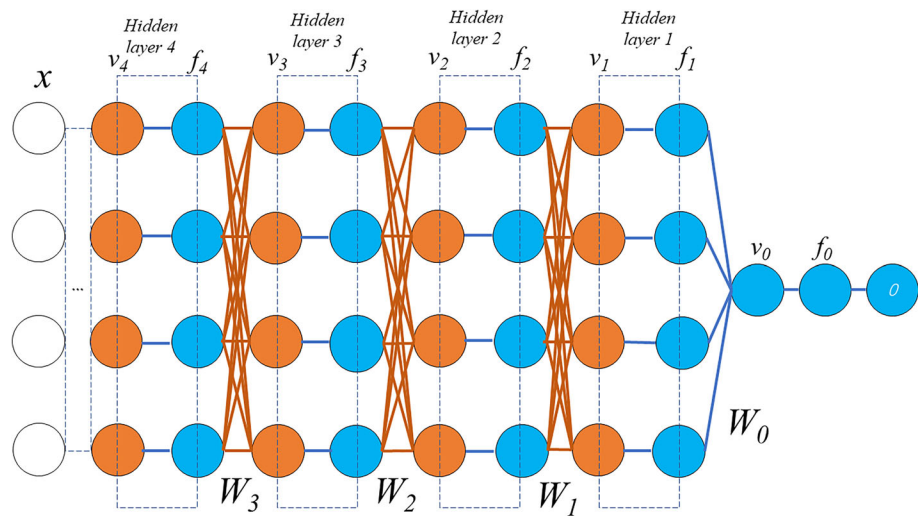 Hidden
layer 4
Hidden
layer 3
Hidden
layer 2
Hidden
layer 1
x
v4
f4
v3
f3
v2
f2
v1
f1
v0
f0
0
...
W3
W2
W1
W0